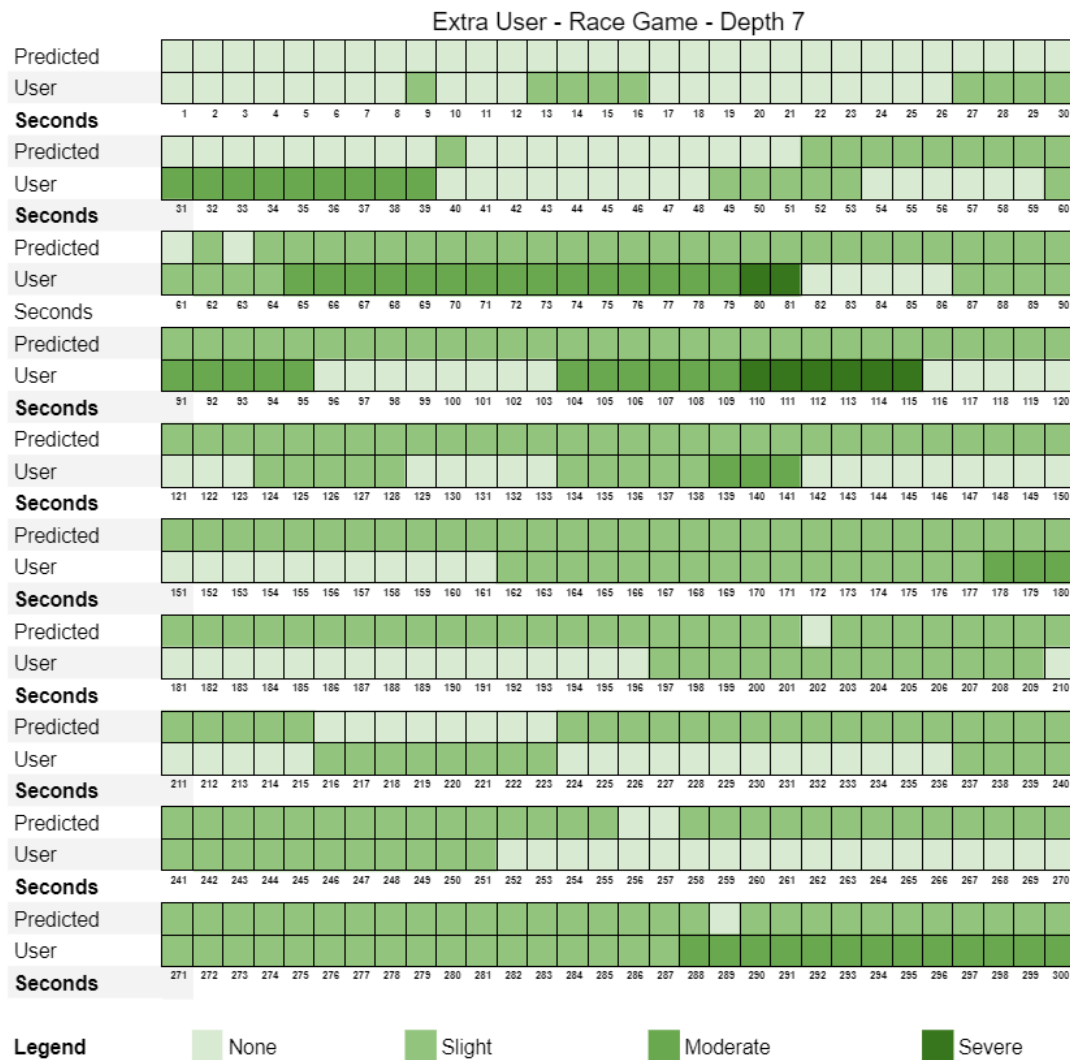 Extra User - Race Game - Depth 7
Predicted
User
Seconds 1 2 3 4 5 6 7 8 9 10 11 12 13 14 15 16 17 18 19 20 21 22 23 24 25 26 27 28 29 30
Predicted
User
Seconds 31 32 33 34 35 36 37 38 39 40 41 42 43 44 45 46 47 48 49 50 51 52 53 54 55 56 57 58 59 60
Predicted
User
Seconds 61 62 63 64 65 66 67 68 69 70 71 72 73 74 75 76 77 78 79 80 81 82 83 84 85 86 87 88 89 90
Predicted
User
Seconds 91 92 93 94 95 96 97 98 99 100 101 102 103 104 105 106 107 108 109 110 111 112 113 114 115 116 117 118 119 120
Predicted
User
Seconds 121 122 123 124 125 126 127 128 129 130 131 132 133 134 135 136 137 138 139 140 141 142 143 144 145 146 147 148 149 150
Predicted
User
Seconds 151 152 153 154 155 156 157 158 159 160 161 162 163 164 165 166 167 168 169 170 171 172 173 174 175 176 177 178 179 180
Predicted
User
Seconds 181 182 183 184 185 186 187 188 189 190 191 192 193 194 195 196 197 198 199 200 201 202 203 204 205 206 207 208 209 210
Predicted
User
Seconds 211 212 213 214 215 216 217 218 219 220 221 222 223 224 225 226 227 228 229 230 231 232 233 234 235 236 237 238 239 240
Predicted
User
Seconds 241 242 243 244 245 246 247 248 249 250 251 252 253 254 255 256 257 258 259 260 261 262 263 264 265 266 267 268 269 270
Predicted
User
Seconds 271 272 273 274 275 276 277 278 279 280 281 282 283 284 285 286 287 288 289 290 291 292 293 294 295 296 297 298 299 300
Legend None Slight Moderate Severe